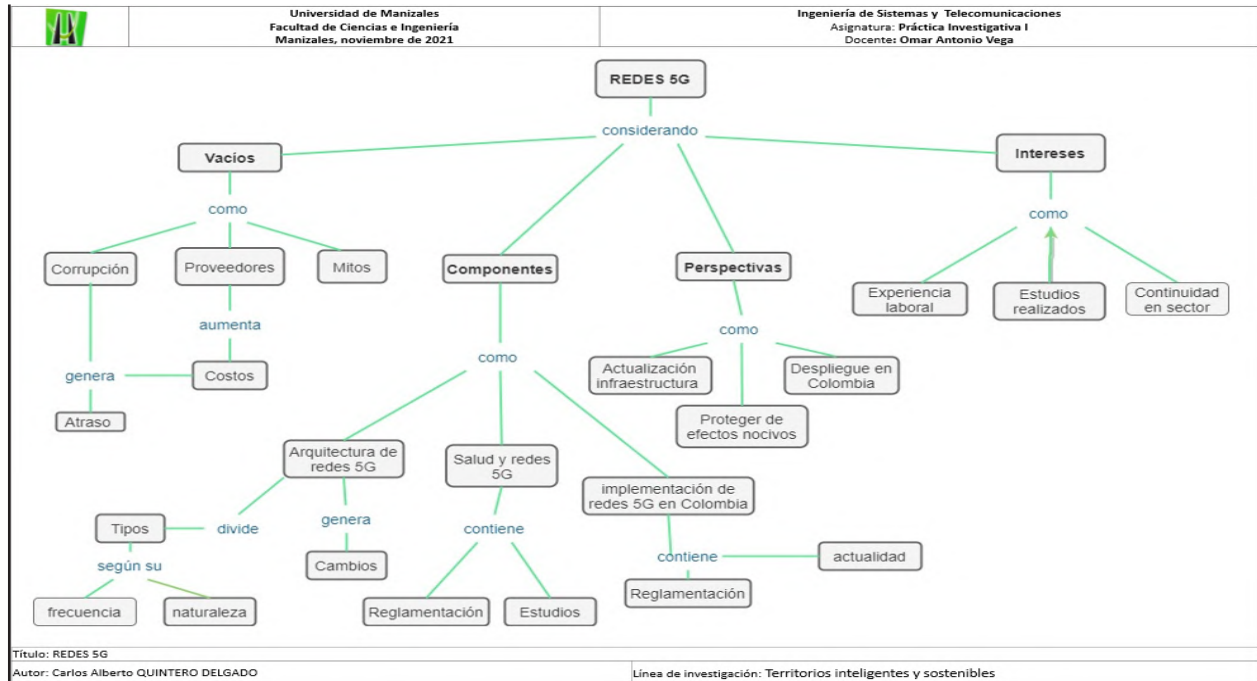 Universidad de Manizales
Facultad de Ciencias e Ingeniería
Manizales, noviembre de 2021
Ingeniería de Sistemas y Telecomunicaciones
Asignatura: Práctica Investigativa I
Docente: Omar Antonio Vega
REDES 5G
considerando
Vacíos
Intereses
como
como
Corrupción
Proveedores
Mitos
Componentes
Perspectivas
Experiencia
laboral
Estudios
realizados
Continuidad
en sector
aumenta
como
como
genera
Costos
Actualización
infraestructura
Despliegue en
Colombia
Atraso
Proteger de
efectos nocivos
Arquitectura de
redes 5G
Salud y redes
5G
implementación de
redes 5G en Colombia
Tipos
divide
genera
contiene
contiene
actualidad
según su
Cambios
Reglamentación
frecuencia
naturaleza
Reglamentación
Estudios
Título: REDES 5G
Autor: Carlos Alberto QUINTERO DELGADO
Línea de investigación: Territorios inteligentes y sostenibles